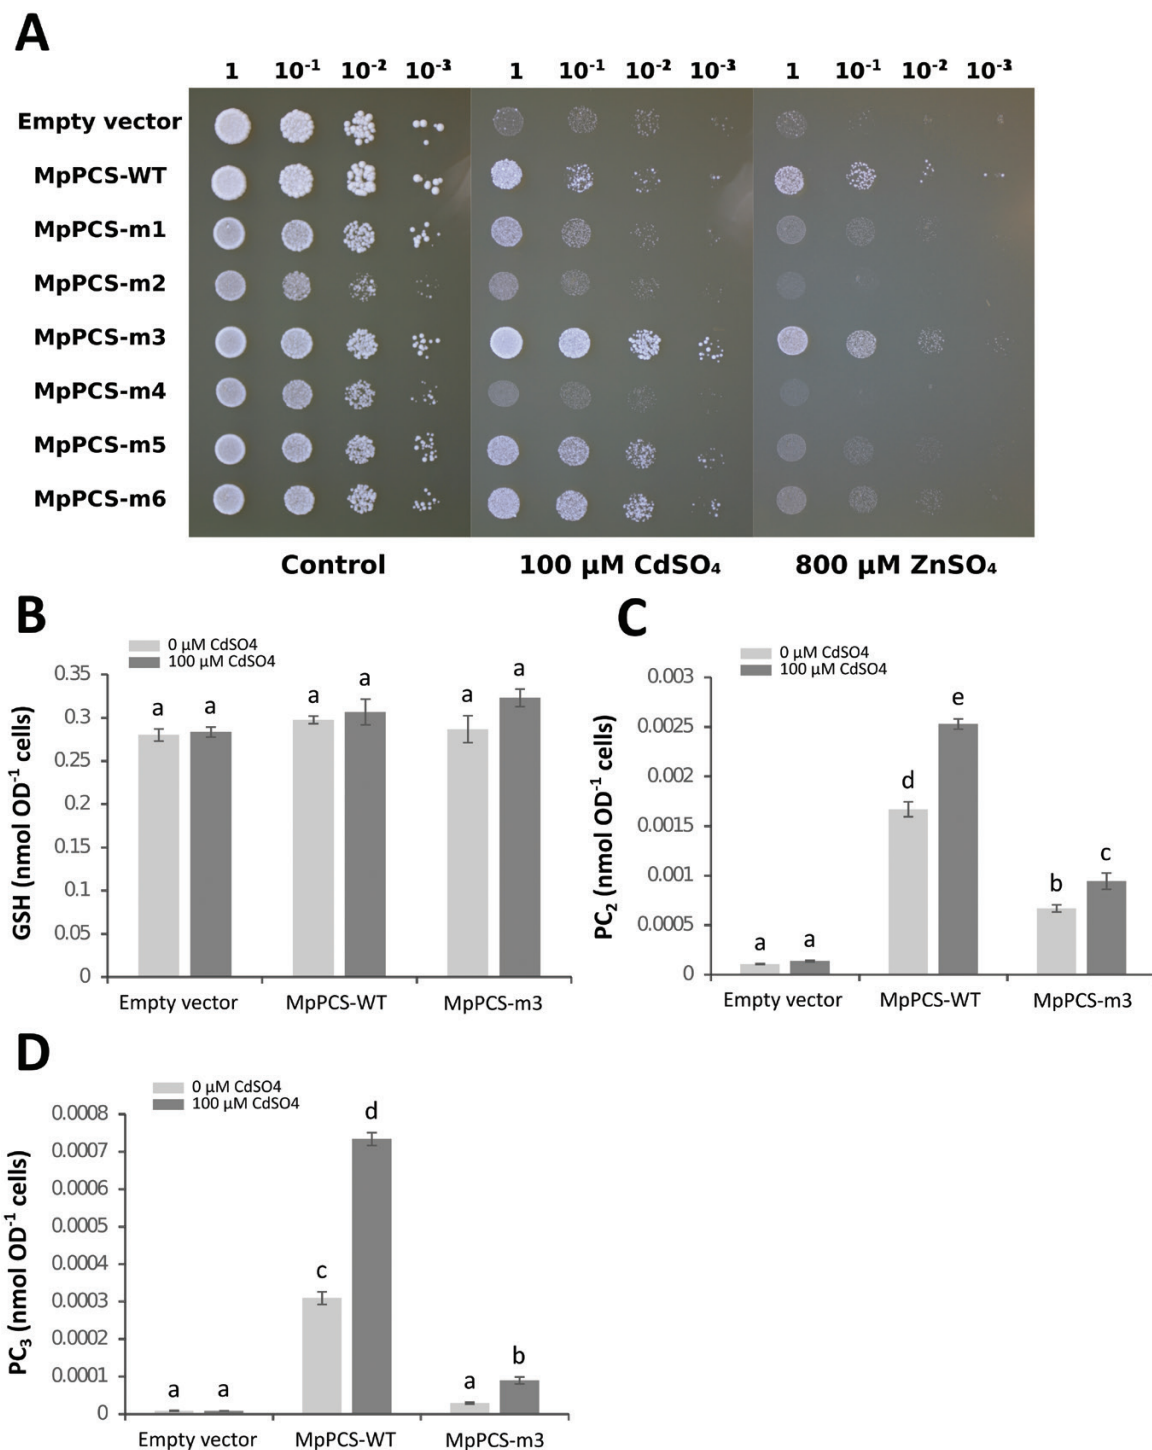 A
1 10⁻¹ 10⁻² 10⁻³ 1 10⁻¹ 10⁻² 10⁻³ 1 10⁻¹ 10⁻² 10⁻³
Empty vector
MpPCS-WT
MpPCS-m1
MpPCS-m2
MpPCS-m3
MpPCS-m4
MpPCS-m5
MpPCS-m6
Control 100 µM CdSO₄ 800 µM ZnSO₄
B
0 µM CdSO4
100 µM CdSO4
GSH (nmol OD⁻¹ cells)
0.35
0.3
0.25
0.2
0.15
0.1
0.05
0
a a a a a a
Empty vector MpPCS-WT MpPCS-m3
C
0 µM CdSO4
100 µM CdSO4
PC₂ (nmol OD⁻¹ cells)
0.003
0.0025
0.002
0.0015
0.001
0.0005
0
a a d e b c
Empty vector MpPCS-WT MpPCS-m3
D
0 µM CdSO4
100 µM CdSO4
PC₃ (nmol OD⁻¹ cells)
0.0008
0.0007
0.0006
0.0005
0.0004
0.0003
0.0002
0.0001
0
a a c d a b
Empty vector MpPCS-WT MpPCS-m3